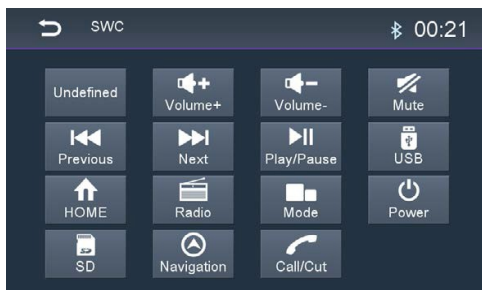 SWC 00:21
Undefined Volume+ Volume- Mute
Previous Next Play/Pause USB
HOME Radio Mode Power
SD Navigation Call/Cut